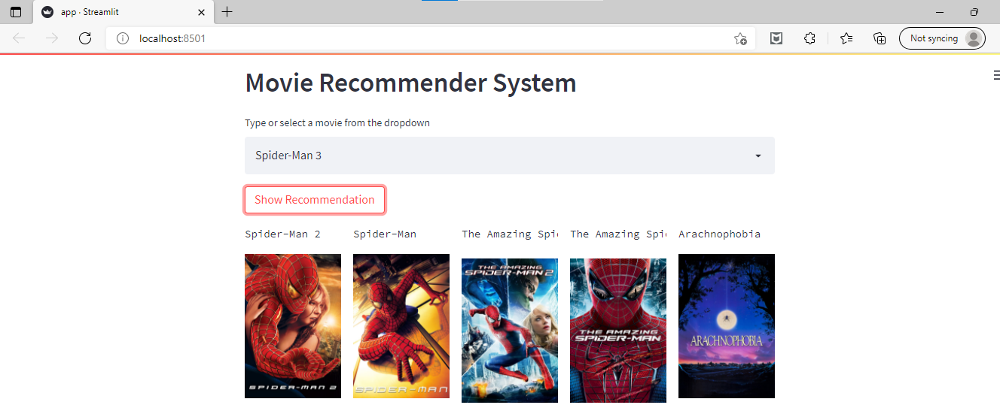 app · Streamlit
localhost:8501
Not syncing
Movie Recommender System
Type or select a movie from the dropdown
Spider-Man 3
Show Recommendation
Spider-Man 2
Spider-Man
The Amazing Spi
The Amazing Spi
Arachnophobia
SPIDER-MAN 2
SPIDER-MAN
THE AMAZING
SPIDER-MAN 2
THE AMAZING
SPIDER-MAN
ARACHNOPHOBIA